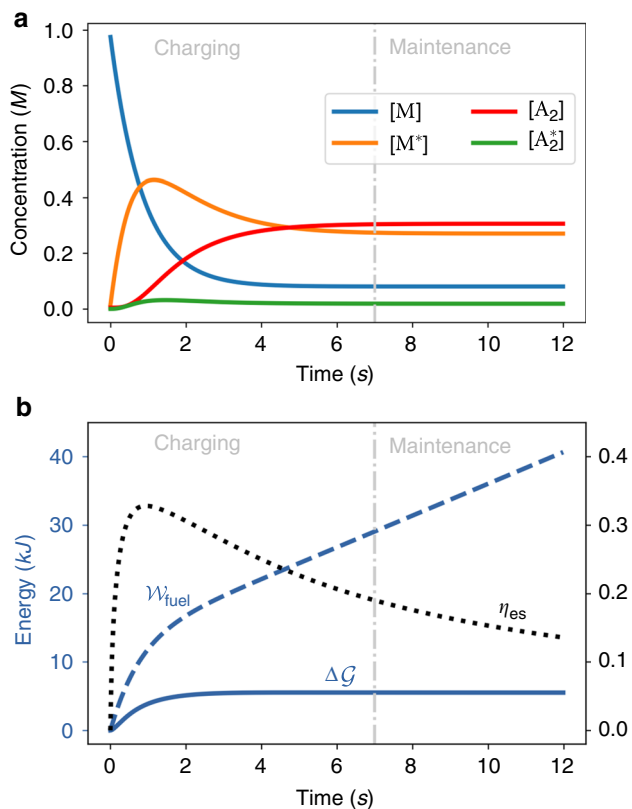 a
Charging Maintenance
1.0
0.8
0.6
0.4
0.2
0.0
Concentration (M)
[M] [A₂]
[M*] [A₂*]
0 2 4 6 8 10 12
Time (s)
b
Charging Maintenance
40
30
20
10
0
Energy (kJ)
0.4
0.3
0.2
0.1
0.0
𝒲fuel
ηes
Δ𝒢
0 2 4 6 8 10 12
Time (s)